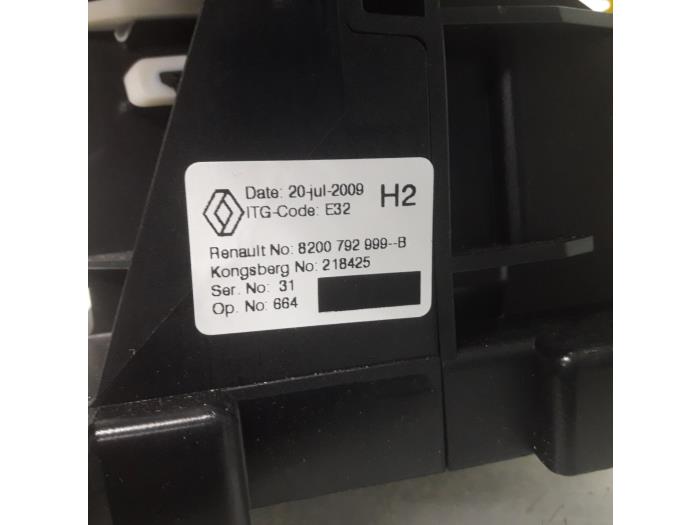 Date: 20-jul-2009 H2
ITG-Code: E32
Renault No: 8200 792 999--B
Kongsberg No: 218425
Ser. No: 31
Op. No: 664